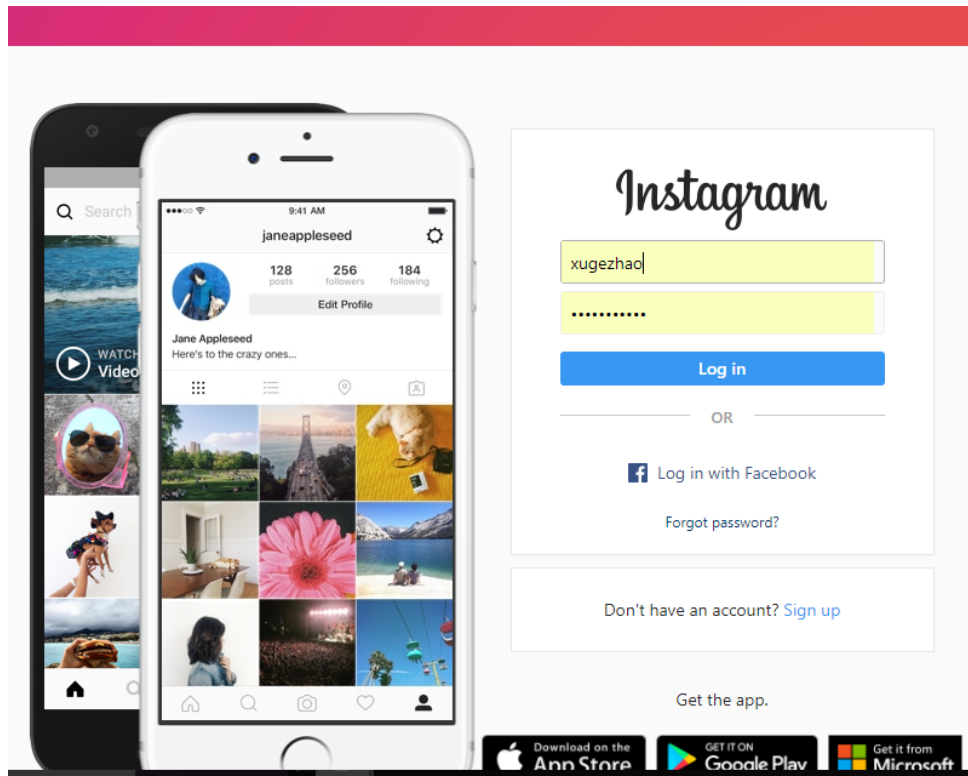 Search
WATCH
Video
9:41 AM
janeappleseed
128
posts
256
followers
184
following
Edit Profile
Jane Appleseed
Here's to the crazy ones...
Instagram
xugezhao
•••••••••••
Log in
OR
Log in with Facebook
Forgot password?
Don't have an account? Sign up
Get the app.
Download on the
App Store
GET IT ON
Google Play
Get it from
Microsoft